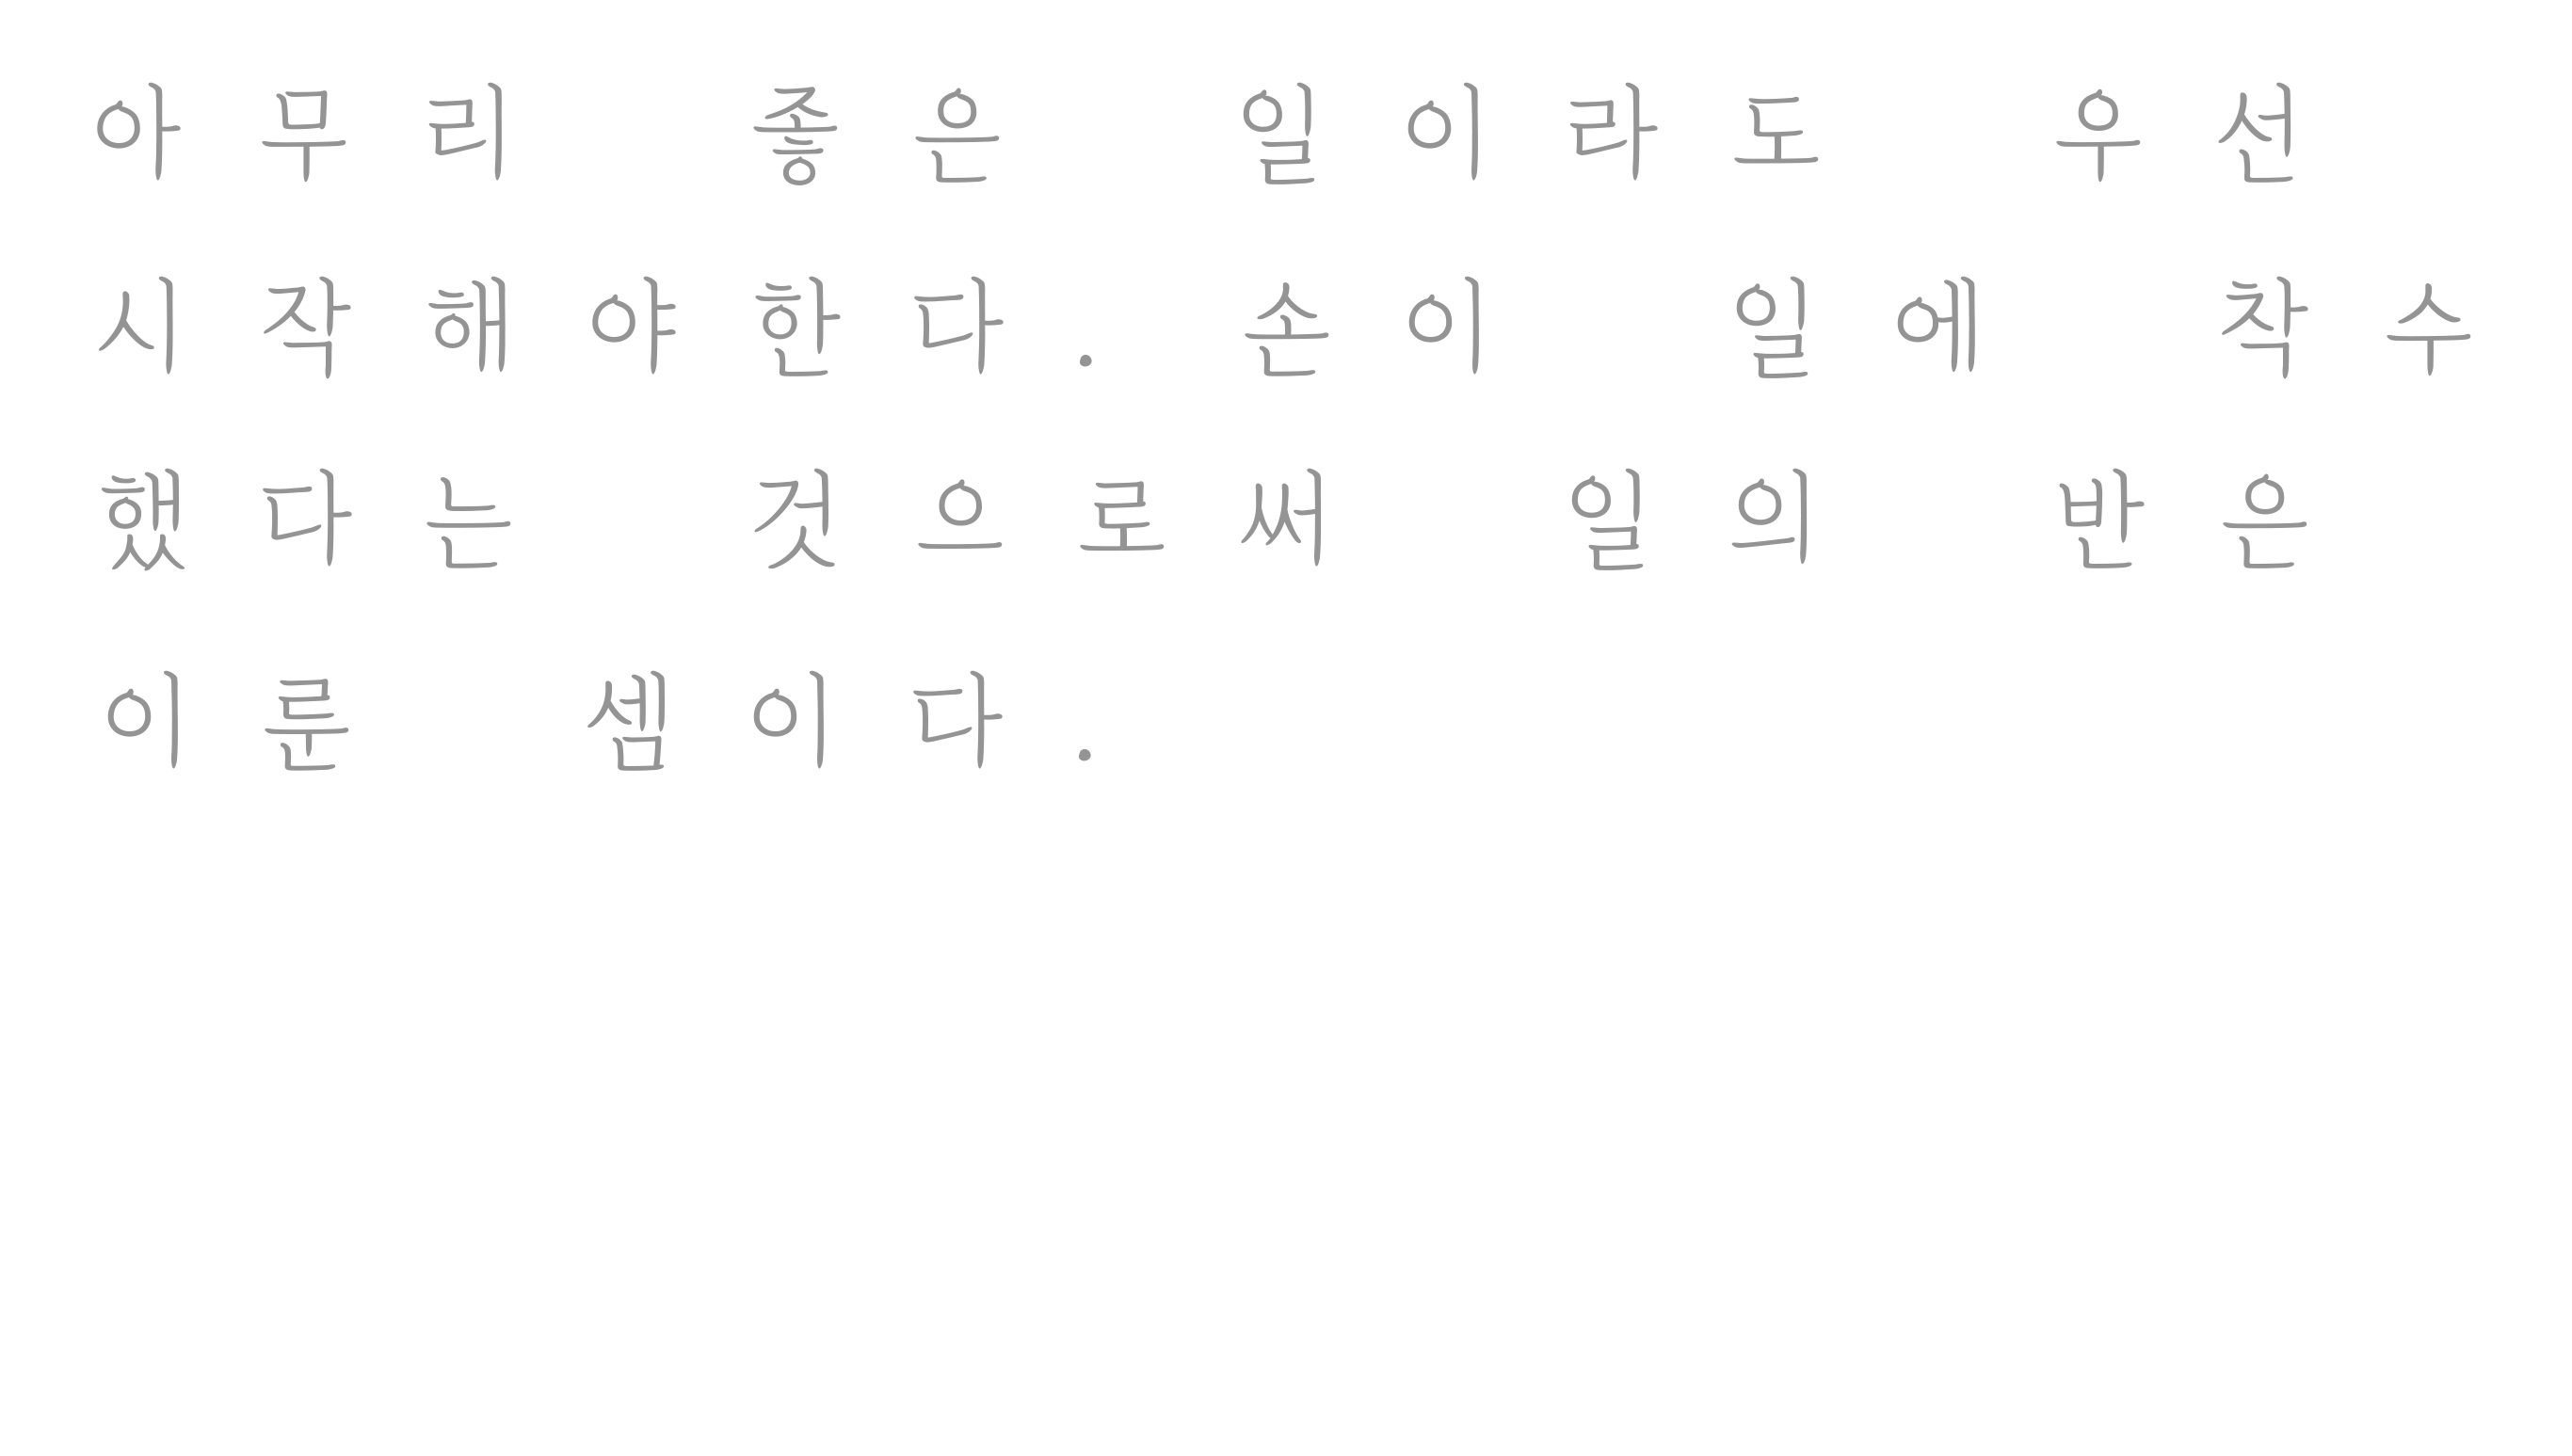 아무리 좋은 일이라도 우선
시작해야한다. 손이 일에 착수
했다는 것으로써 일의 반은
이룬 셈이다.